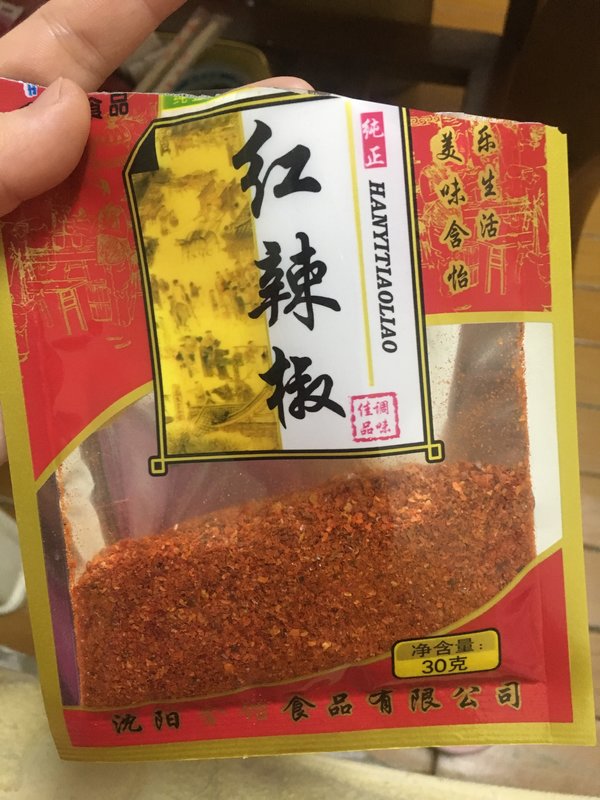 食品
纯
纯正
红辣椒
HANYITIAOLIAO
调味
佳品
乐生活
美味含怡
净含量：
30克
沈阳 食品有限公司